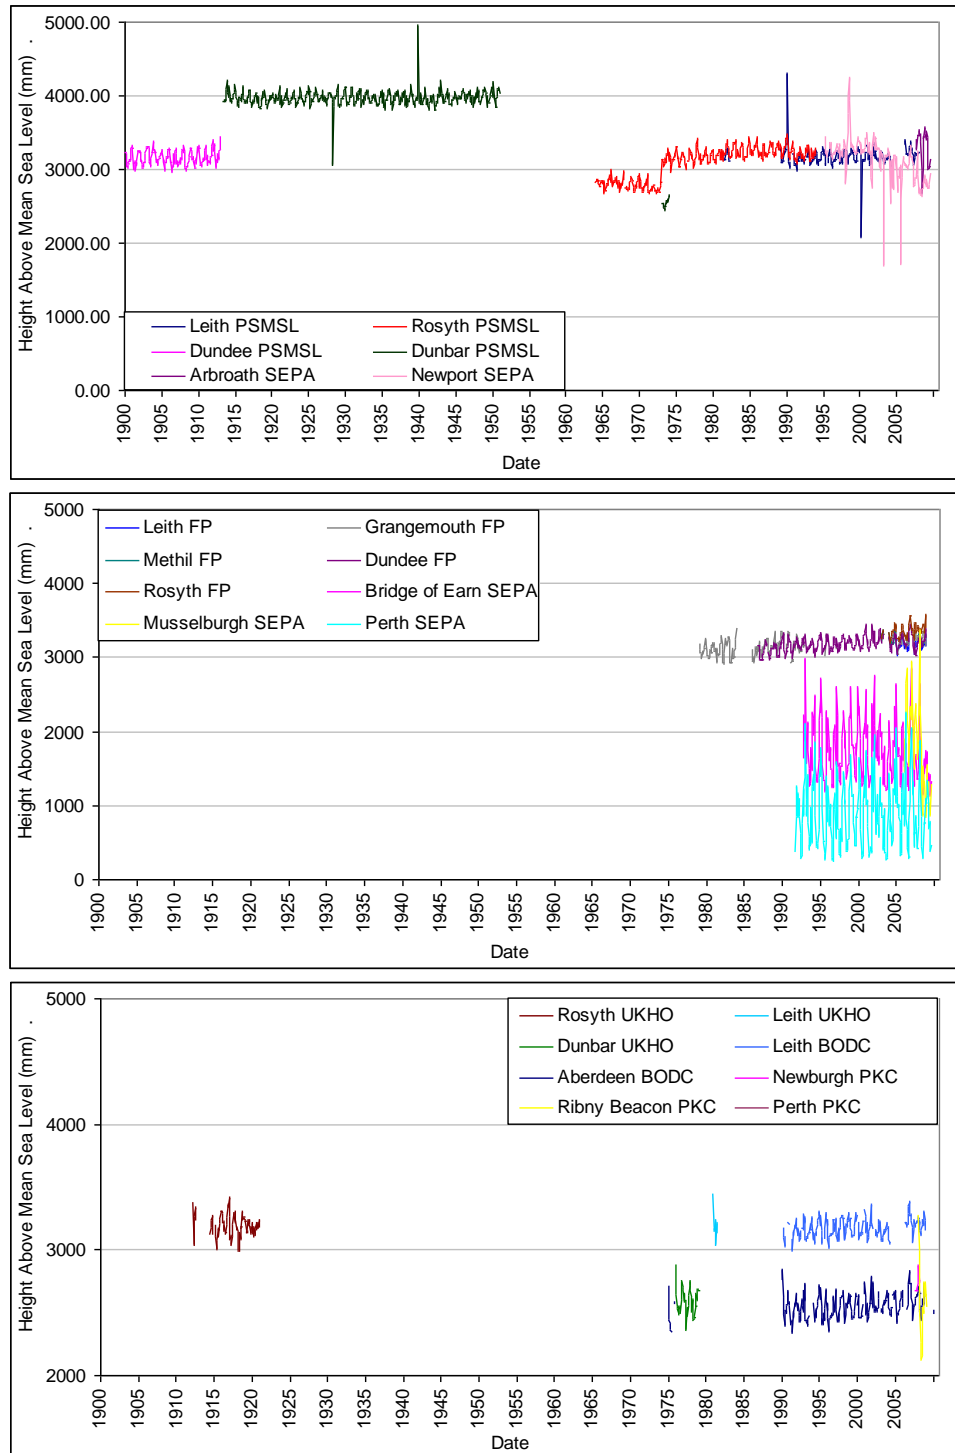 Height Above Mean Sea Level (mm) .
5000.00
4000.00
3000.00
2000.00
1000.00
0.00
Leith PSMSL Rosyth PSMSL
Dundee PSMSL Dunbar PSMSL
Arbroath SEPA Newport SEPA
1900 1905 1910 1915 1920 1925 1930 1935 1940 1945 1950 1955 1960 1965 1970 1975 1980 1985 1990 1995 2000 2005
Date
Height Above Mean Sea Level (mm) .
5000
4000
3000
2000
1000
0
Leith FP Grangemouth FP
Methil FP Dundee FP
Rosyth FP Bridge of Earn SEPA
Musselburgh SEPA Perth SEPA
1900 1905 1910 1915 1920 1925 1930 1935 1940 1945 1950 1955 1960 1965 1970 1975 1980 1985 1990 1995 2000 2005
Date
Height Above Mean Sea Level (mm) .
5000
4000
3000
2000
Rosyth UKHO Leith UKHO
Dunbar UKHO Leith BODC
Aberdeen BODC Newburgh PKC
Ribny Beacon PKC Perth PKC
1900 1905 1910 1915 1920 1925 1930 1935 1940 1945 1950 1955 1960 1965 1970 1975 1980 1985 1990 1995 2000 2005
Date